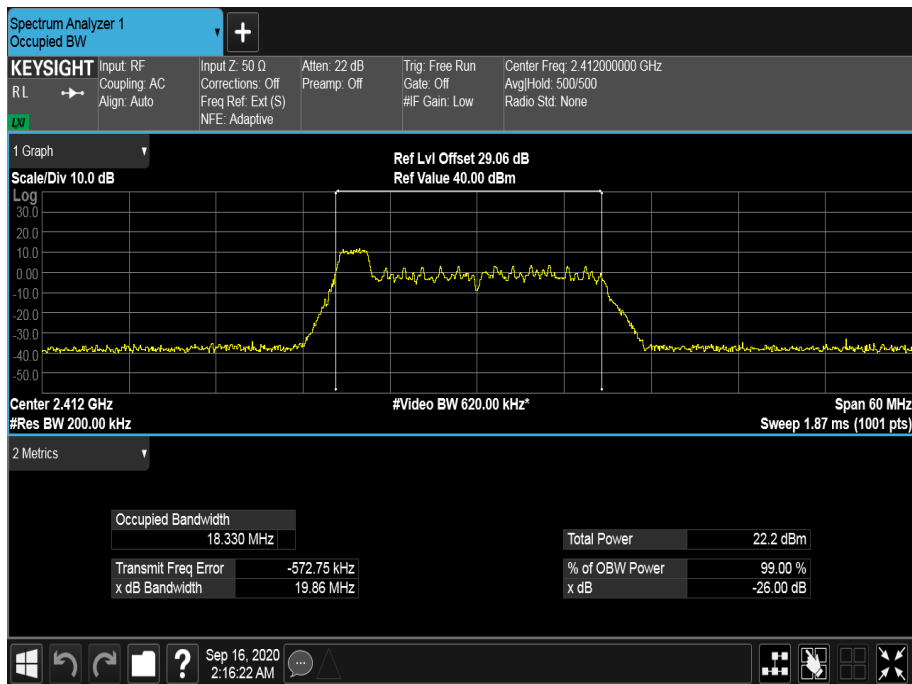 Spectrum Analyzer 1
Occupied BW
+
KEYSIGHT
R L
LXI
Input: RF
Coupling: AC
Align: Auto
Input Z: 50 Ω
Corrections: Off
Freq Ref: Ext (S)
NFE: Adaptive
Atten: 22 dB
Preamp: Off
Trig: Free Run
Gate: Off
#IF Gain: Low
Center Freq: 2.412000000 GHz
Avg|Hold: 500/500
Radio Std: None
1 Graph
Scale/Div 10.0 dB
Ref Lvl Offset 29.06 dB
Ref Value 40.00 dBm
Log
30.0
20.0
10.0
0.00
-10.0
-20.0
-30.0
-40.0
-50.0
Center 2.412 GHz
#Video BW 620.00 kHz*
Span 60 MHz
#Res BW 200.00 kHz
Sweep 1.87 ms (1001 pts)
2 Metrics
Occupied Bandwidth
18.330 MHz
Total Power 22.2 dBm
Transmit Freq Error -572.75 kHz
% of OBW Power 99.00 %
x dB Bandwidth 19.86 MHz
x dB -26.00 dB
?
Sep 16, 2020
2:16:22 AM